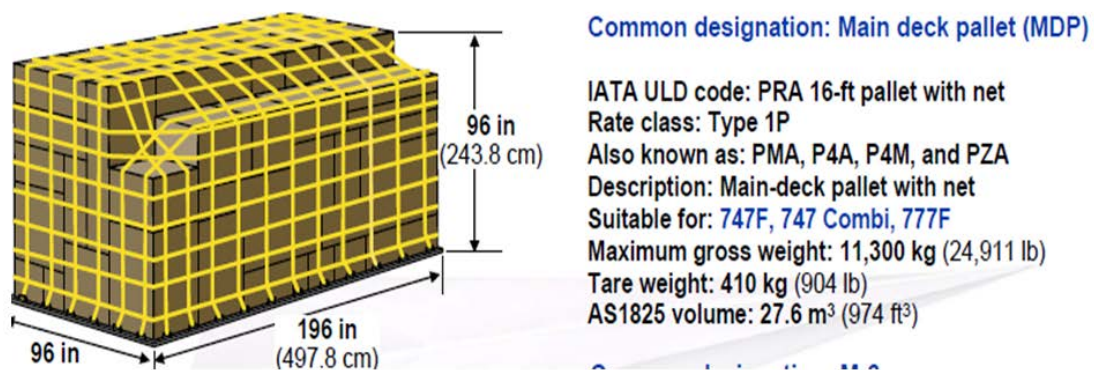 Common designation: Main deck pallet (MDP)
IATA ULD code: PRA 16-ft pallet with net
Rate class: Type 1P
Also known as: PMA, P4A, P4M, and PZA
Description: Main-deck pallet with net
Suitable for: 747F, 747 Combi, 777F
Maximum gross weight: 11,300 kg (24,911 lb)
Tare weight: 410 kg (904 lb)
AS1825 volume: 27.6 m³ (974 ft³)
96 in
(243.8 cm)
196 in
(497.8 cm)
96 in